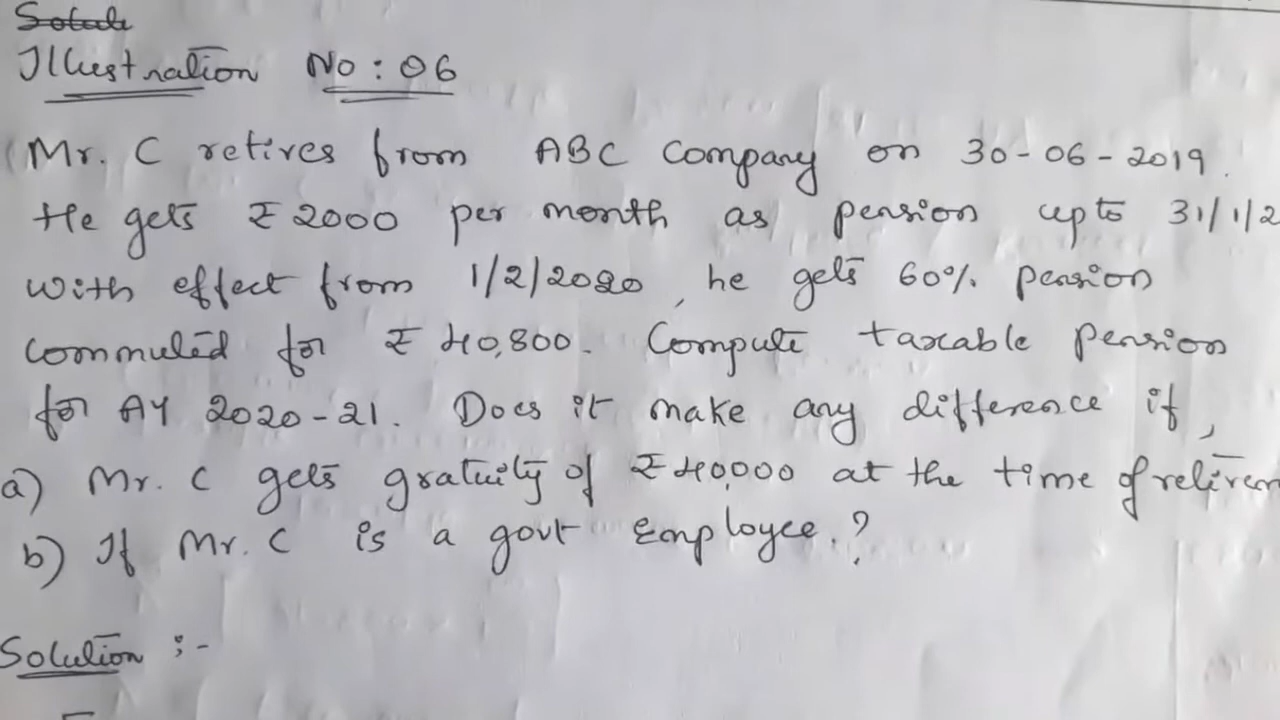 Solut
Illustration No : 06
Mr. C retires from ABC Company on 30-06-2019.
He gets ₹ 2000 per month as pension upto 31/1/2
With effect from 1/2/2020, he gets 60% pension
Commuted for ₹ 40,800. Compute taxable pension
for AY 2020-21. Does it make any difference if,
a) Mr. C gets gratuity of ₹ 40,000 at the time of retirem
b) If Mr. C is a govt employee.?
Solution :-